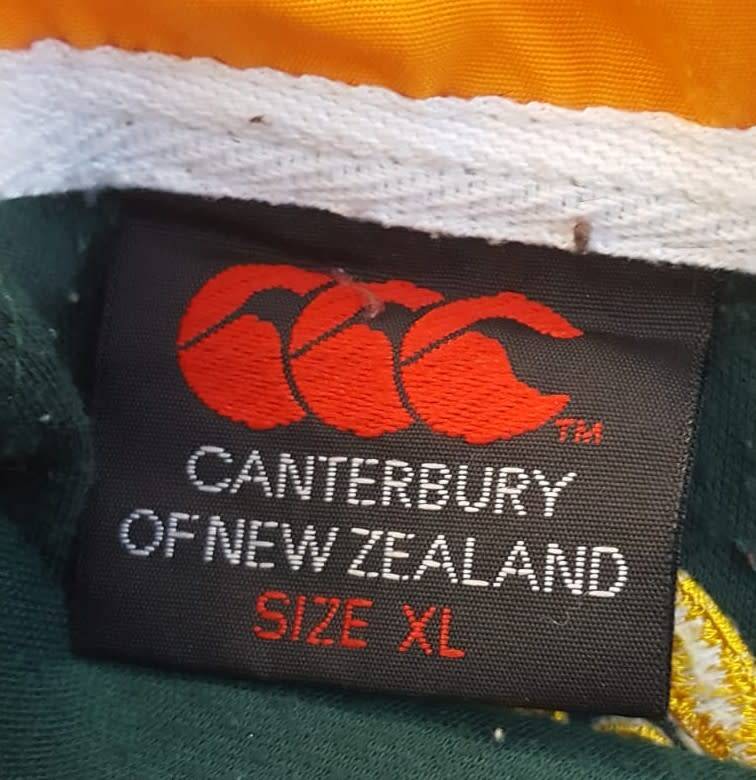 TM
CANTERBURY
OF NEW ZEALAND
SIZE XL